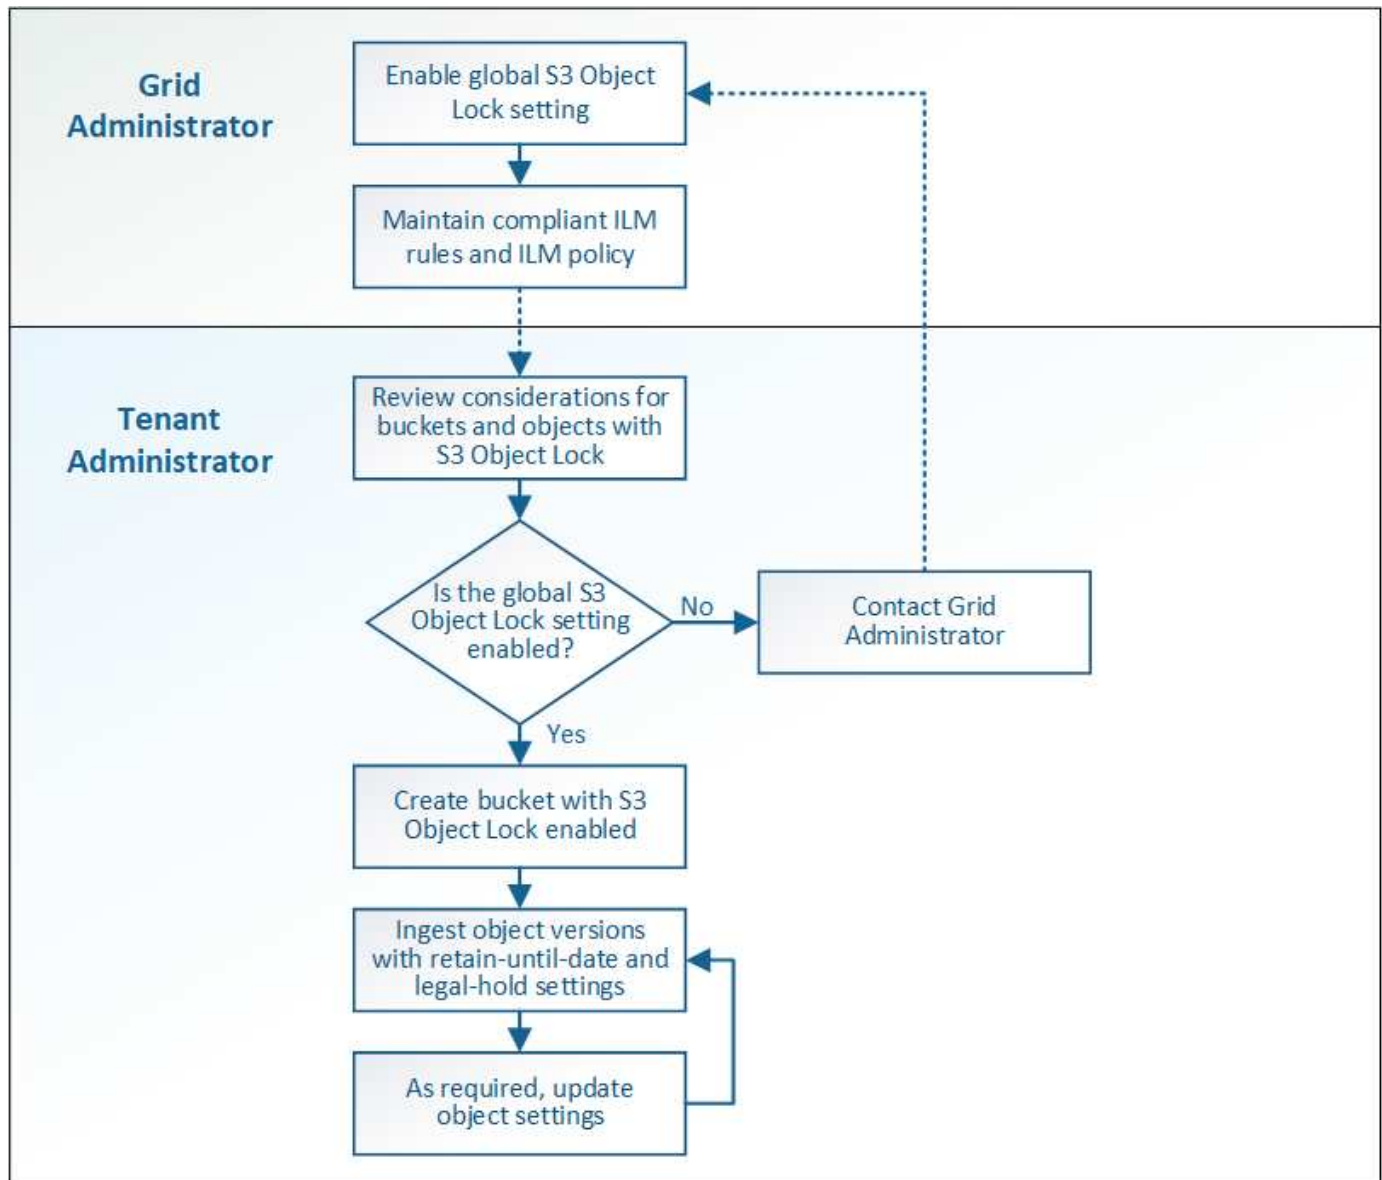 Grid
Administrator
Enable global S3 Object
Lock setting
Maintain compliant ILM
rules and ILM policy
Tenant
Administrator
Review considerations for
buckets and objects with
S3 Object Lock
Is the global S3
Object Lock setting
enabled?
No
Contact Grid
Administrator
Yes
Create bucket with S3
Object Lock enabled
Ingest object versions
with retain-until-date and
legal-hold settings
As required, update
object settings